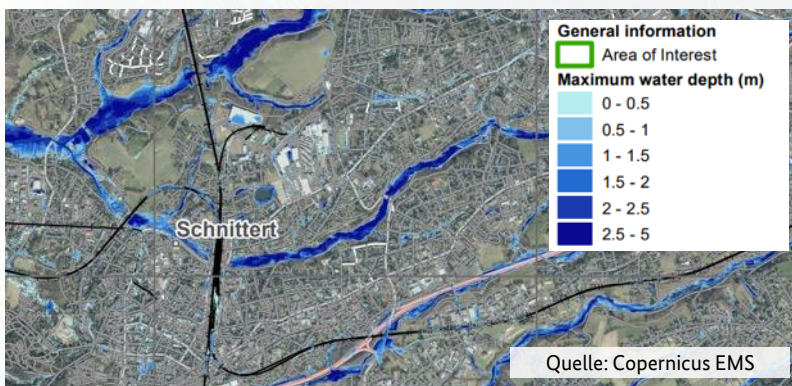 General information
Area of Interest
Maximum water depth (m)
0 - 0.5
0.5 - 1
1 - 1.5
1.5 - 2
2 - 2.5
2.5 - 5
Schnittert
Quelle: Copernicus EMS